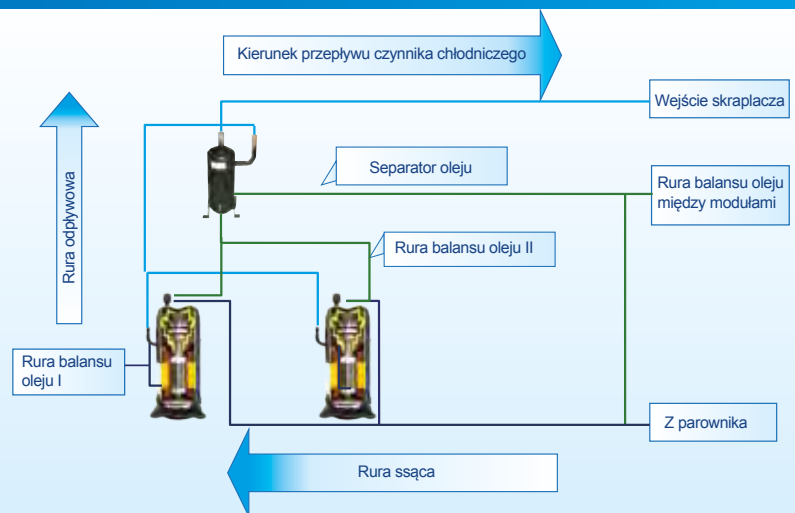 Kierunek przepływu czynnika chłodniczego
Wejście skraplacza
Separator oleju
Rura balansu oleju
między modułami
Rura odpływowa
Rura balansu oleju II
Rura balansu
oleju I
Z parownika
Rura ssąca